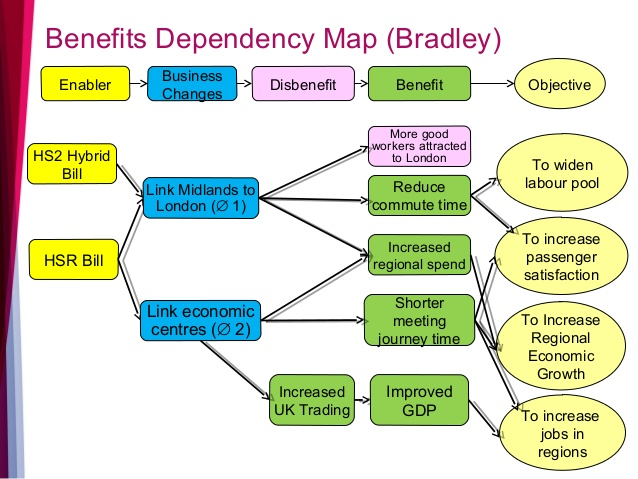 Benefits Dependency Map (Bradley)
Enabler
Business
Changes
Disbenefit
Benefit
Objective
HS2 Hybrid
Bill
HSR Bill
Link Midlands to
London (∅ 1)
Link economic
centres (∅ 2)
More good
workers attracted
to London
Reduce
commute time
Increased
regional spend
Shorter
meeting
journey time
Increased
UK Trading
Improved
GDP
To widen
labour pool
To increase
passenger
satisfaction
To Increase
Regional
Economic
Growth
To increase
jobs in
regions